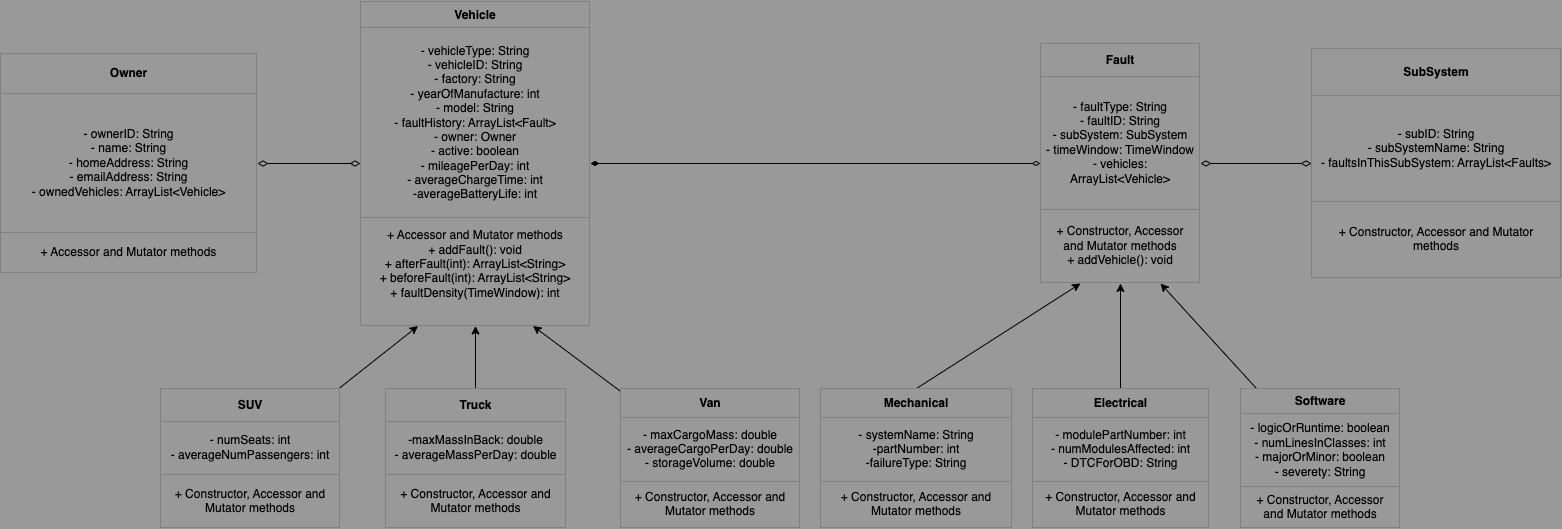 Vehicle
- vehicleType: String
- vehicleID: String
- factory: String
- yearOfManufacture: int
- model: String
- faultHistory: ArrayList<Fault>
- owner: Owner
- active: boolean
- mileagePerDay: int
- averageChargeTime: int
-averageBatteryLife: int
+ Accessor and Mutator methods
+ addFault(): void
+ afterFault(int): ArrayList<String>
+ beforeFault(int): ArrayList<String>
+ faultDensity(TimeWindow): int
Owner
- ownerID: String
- name: String
- homeAddress: String
- emailAddress: String
- ownedVehicles: ArrayList<Vehicle>
+ Accessor and Mutator methods
Fault
- faultType: String
- faultID: String
- subSystem: SubSystem
- timeWindow: TimeWindow
- vehicles:
ArrayList<Vehicle>
+ Constructor, Accessor
and Mutator methods
+ addVehicle(): void
SubSystem
- subID: String
- subSystemName: String
- faultsInThisSubSystem: ArrayList<Faults>
+ Constructor, Accessor and Mutator
methods
SUV
- numSeats: int
- averageNumPassengers: int
+ Constructor, Accessor and
Mutator methods
Truck
-maxMassInBack: double
- averageMassPerDay: double
+ Constructor, Accessor and
Mutator methods
Van
- maxCargoMass: double
- averageCargoPerDay: double
- storageVolume: double
+ Constructor, Accessor and
Mutator methods
Mechanical
- systemName: String
-partNumber: int
-failureType: String
+ Constructor, Accessor and
Mutator methods
Electrical
- modulePartNumber: int
- numModulesAffected: int
- DTCForOBD: String
+ Constructor, Accessor and
Mutator methods
Software
- logicOrRuntime: boolean
- numLinesInClasses: int
- majorOrMinor: boolean
- severety: String
+ Constructor, Accessor
and Mutator methods